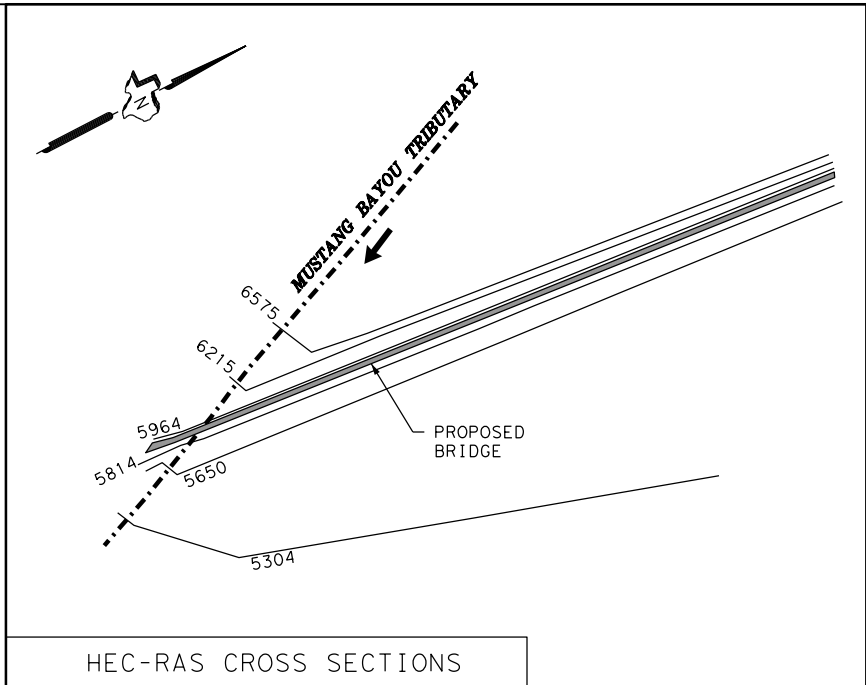 N
MUSTANG BAYOU TRIBUTARY
6575
6215
5964
5814
5650
PROPOSED
BRIDGE
5304
HEC-RAS CROSS SECTIONS